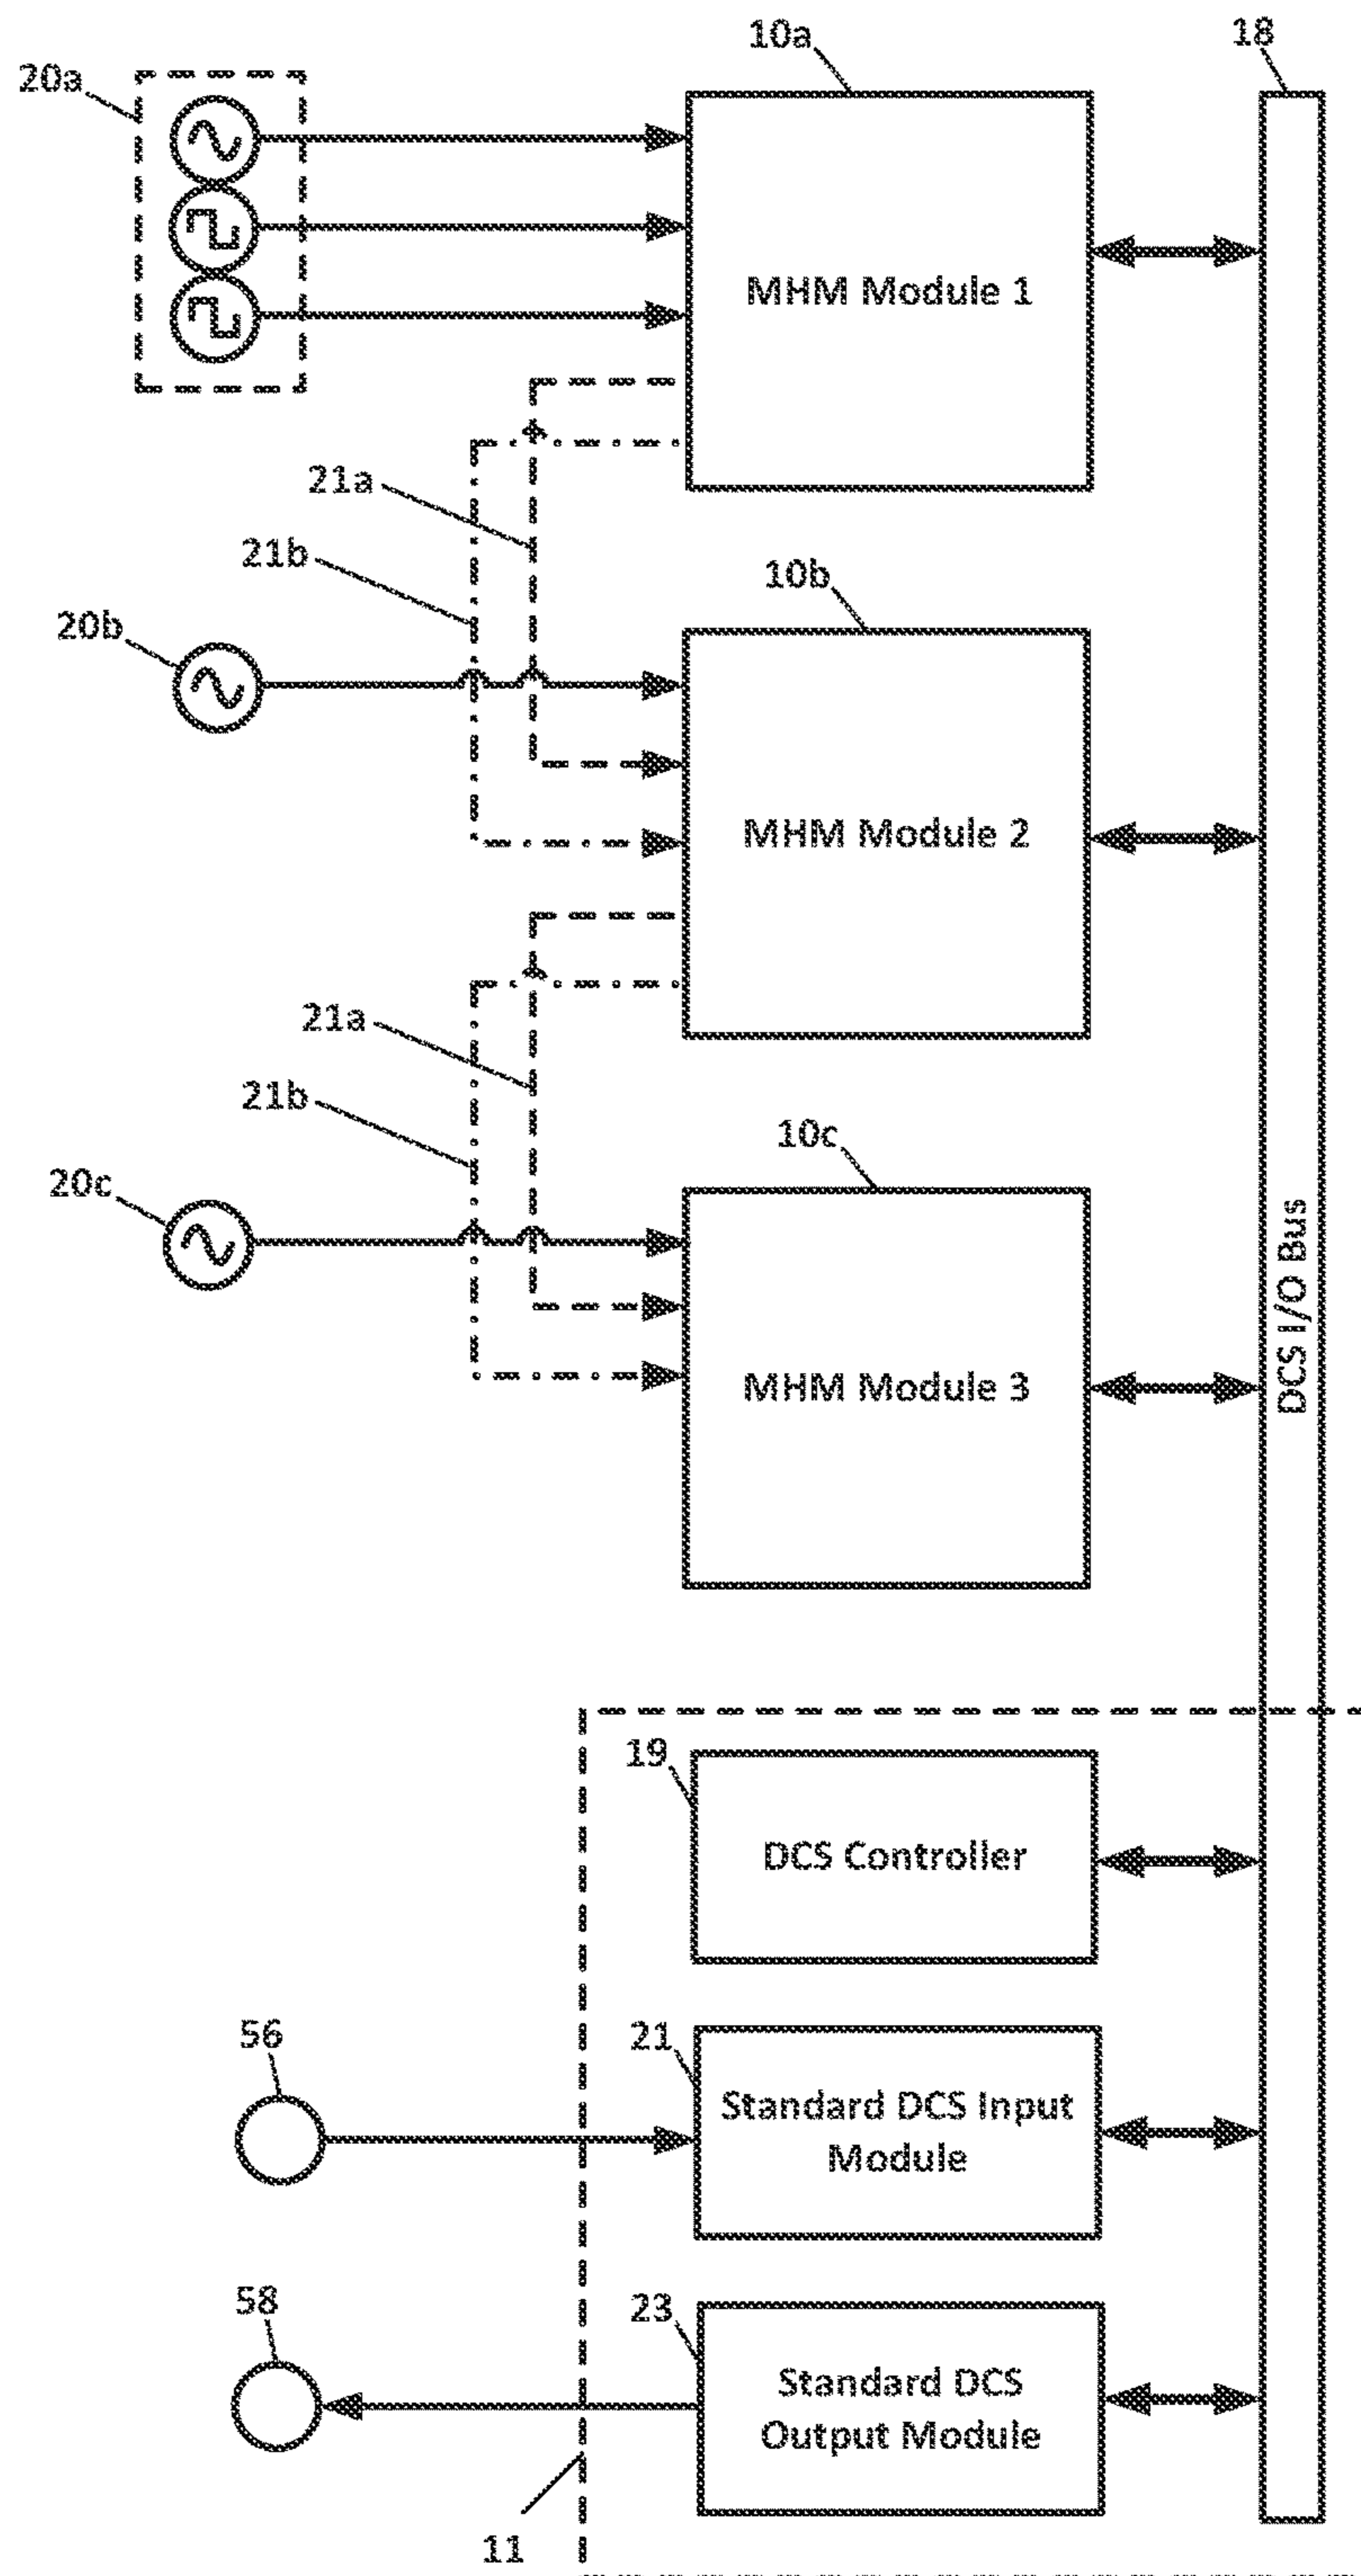 10a
18
20a
MHM Module 1
21a
21b
10b
20b
MHM Module 2
21a
21b
10c
20c
DCS I/O Bus
MHM Module 3
19
DCS Controller
56
21
Standard DCS Input
Module
58
23
Standard DCS
Output Module
11